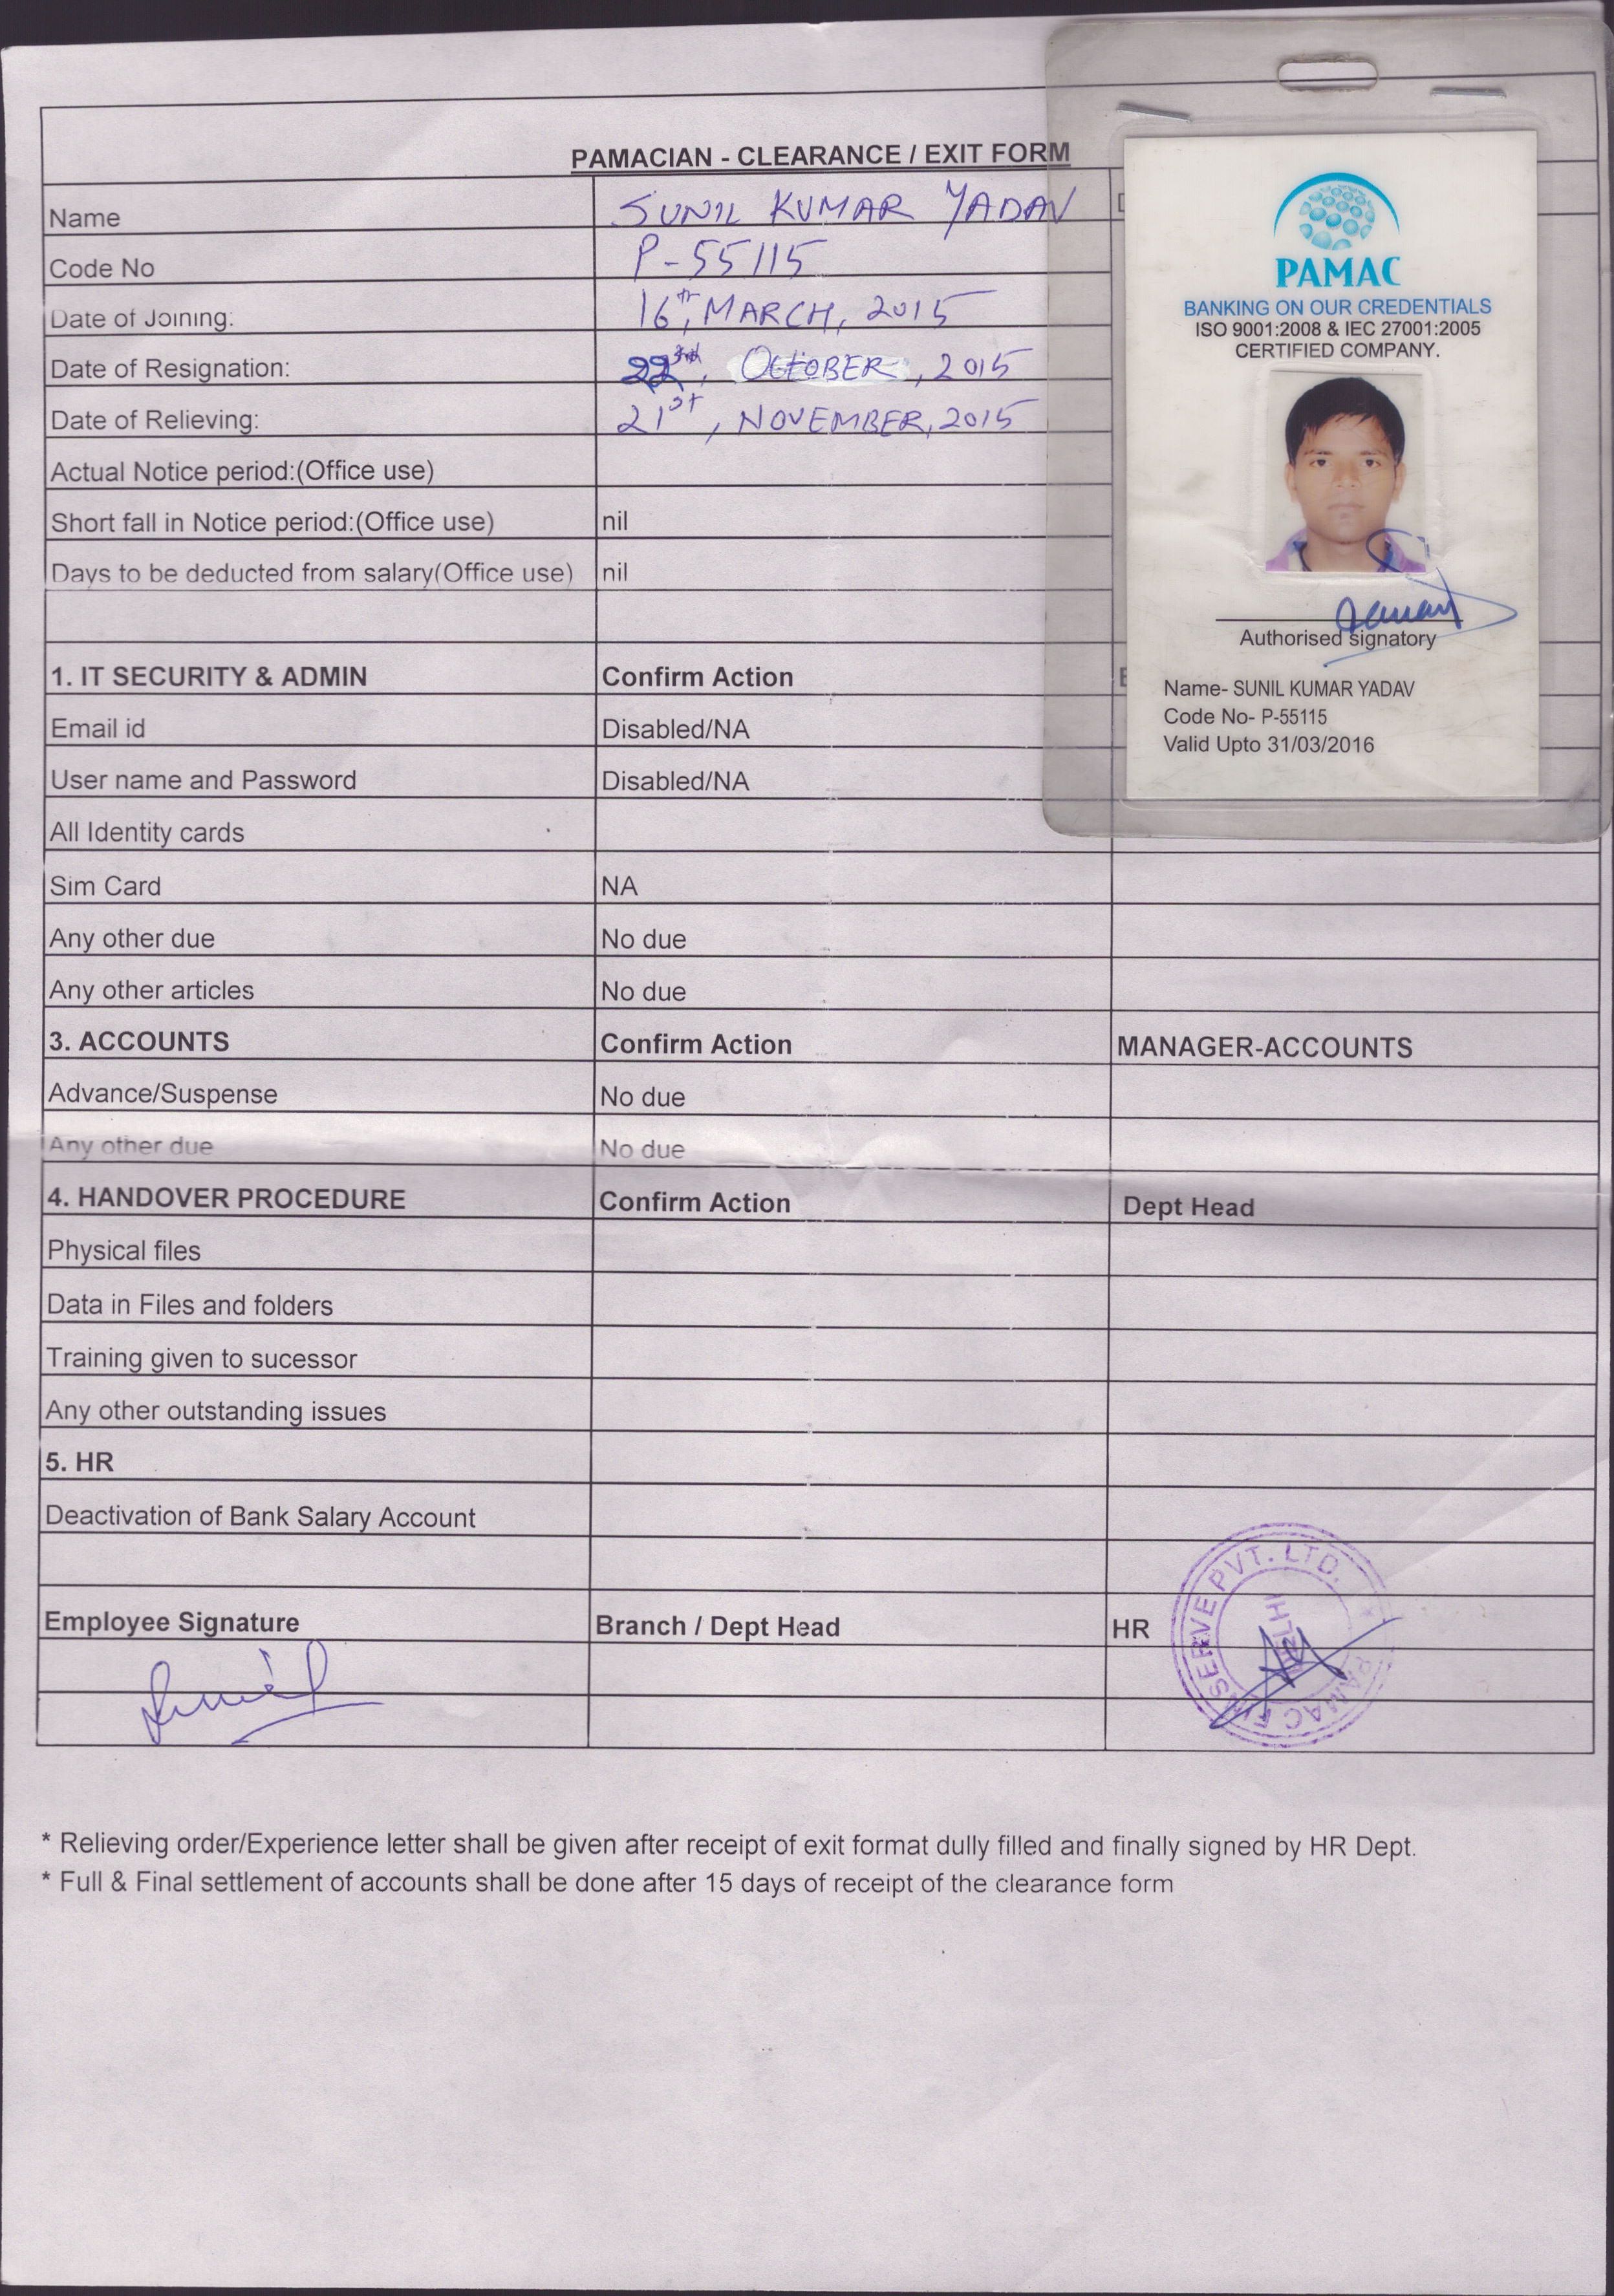 PAMACIAN - CLEARANCE / EXIT FORM
Name SUNIL KUMAR YADAV
Code No P-55115
Date of Joining: 16th, MARCH, 2015
Date of Resignation: 22nd, OCTOBER, 2015
Date of Relieving: 21st, NOVEMBER, 2015
Actual Notice period:(Office use)
Short fall in Notice period:(Office use) nil
Days to be deducted from salary(Office use) nil
PAMAC
BANKING ON OUR CREDENTIALS
ISO 9001:2008 & IEC 27001:2005
CERTIFIED COMPANY.
Authorised signatory
Name- SUNIL KUMAR YADAV
Code No- P-55115
Valid Upto 31/03/2016
1. IT SECURITY & ADMIN Confirm Action
Email id Disabled/NA
User name and Password Disabled/NA
All Identity cards
Sim Card NA
Any other due No due
Any other articles No due
3. ACCOUNTS Confirm Action MANAGER-ACCOUNTS
Advance/Suspense No due
Any other due No due
4. HANDOVER PROCEDURE Confirm Action Dept Head
Physical files
Data in Files and folders
Training given to sucessor
Any other outstanding issues
5. HR
Deactivation of Bank Salary Account
Employee Signature Branch / Dept Head HR
Sunil
PAMAC FINSERVE PVT. LTD.
DELHI
* Relieving order/Experience letter shall be given after receipt of exit format dully filled and finally signed by HR Dept.
* Full & Final settlement of accounts shall be done after 15 days of receipt of the clearance form